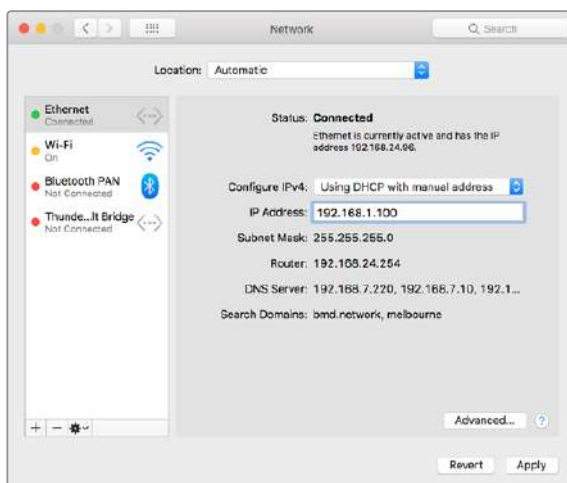 Network
Search
Location: Automatic
Ethernet
Connected
Wi-Fi
On
Bluetooth PAN
Not Connected
Thunde...lt Bridge
Not Connected
Status: Connected
Ethernet is currently active and has the IP
address 192.168.24.96.
Configure IPv4: Using DHCP with manual address
IP Address: 192.168.1.100
Subnet Mask: 255.255.255.0
Router: 192.168.24.254
DNS Server: 192.168.7.220, 192.168.7.10, 192.1...
Search Domains: bmd.network, melbourne
Advanced... ?
Revert Apply